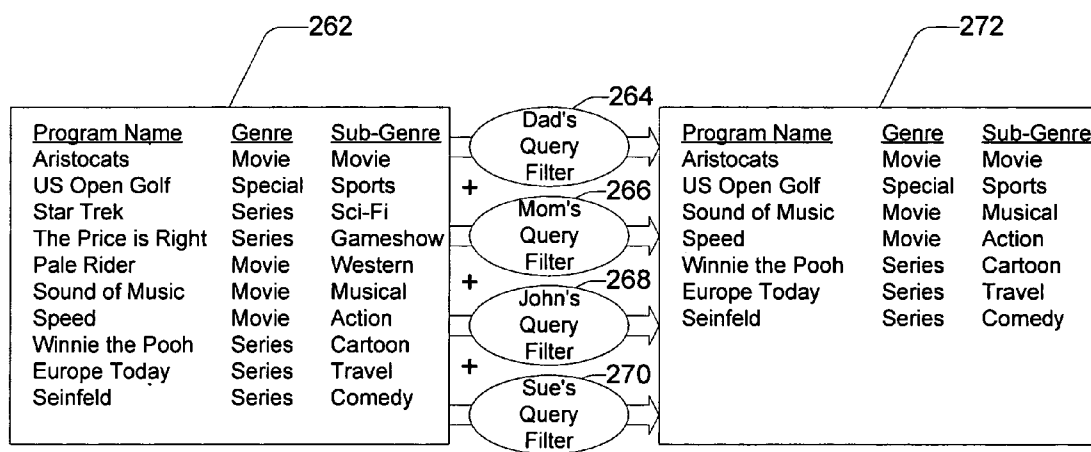 262
272
264
266
268
270
Program Name Genre Sub-Genre
Aristocats Movie Movie
US Open Golf Special Sports
Star Trek Series Sci-Fi
The Price is Right Series Gameshow
Pale Rider Movie Western
Sound of Music Movie Musical
Speed Movie Action
Winnie the Pooh Series Cartoon
Europe Today Series Travel
Seinfeld Series Comedy
Dad's
Query
Filter
+
Mom's
Query
Filter
+
John's
Query
Filter
+
Sue's
Query
Filter
Program Name Genre Sub-Genre
Aristocats Movie Movie
US Open Golf Special Sports
Sound of Music Movie Musical
Speed Movie Action
Winnie the Pooh Series Cartoon
Europe Today Series Travel
Seinfeld Series Comedy